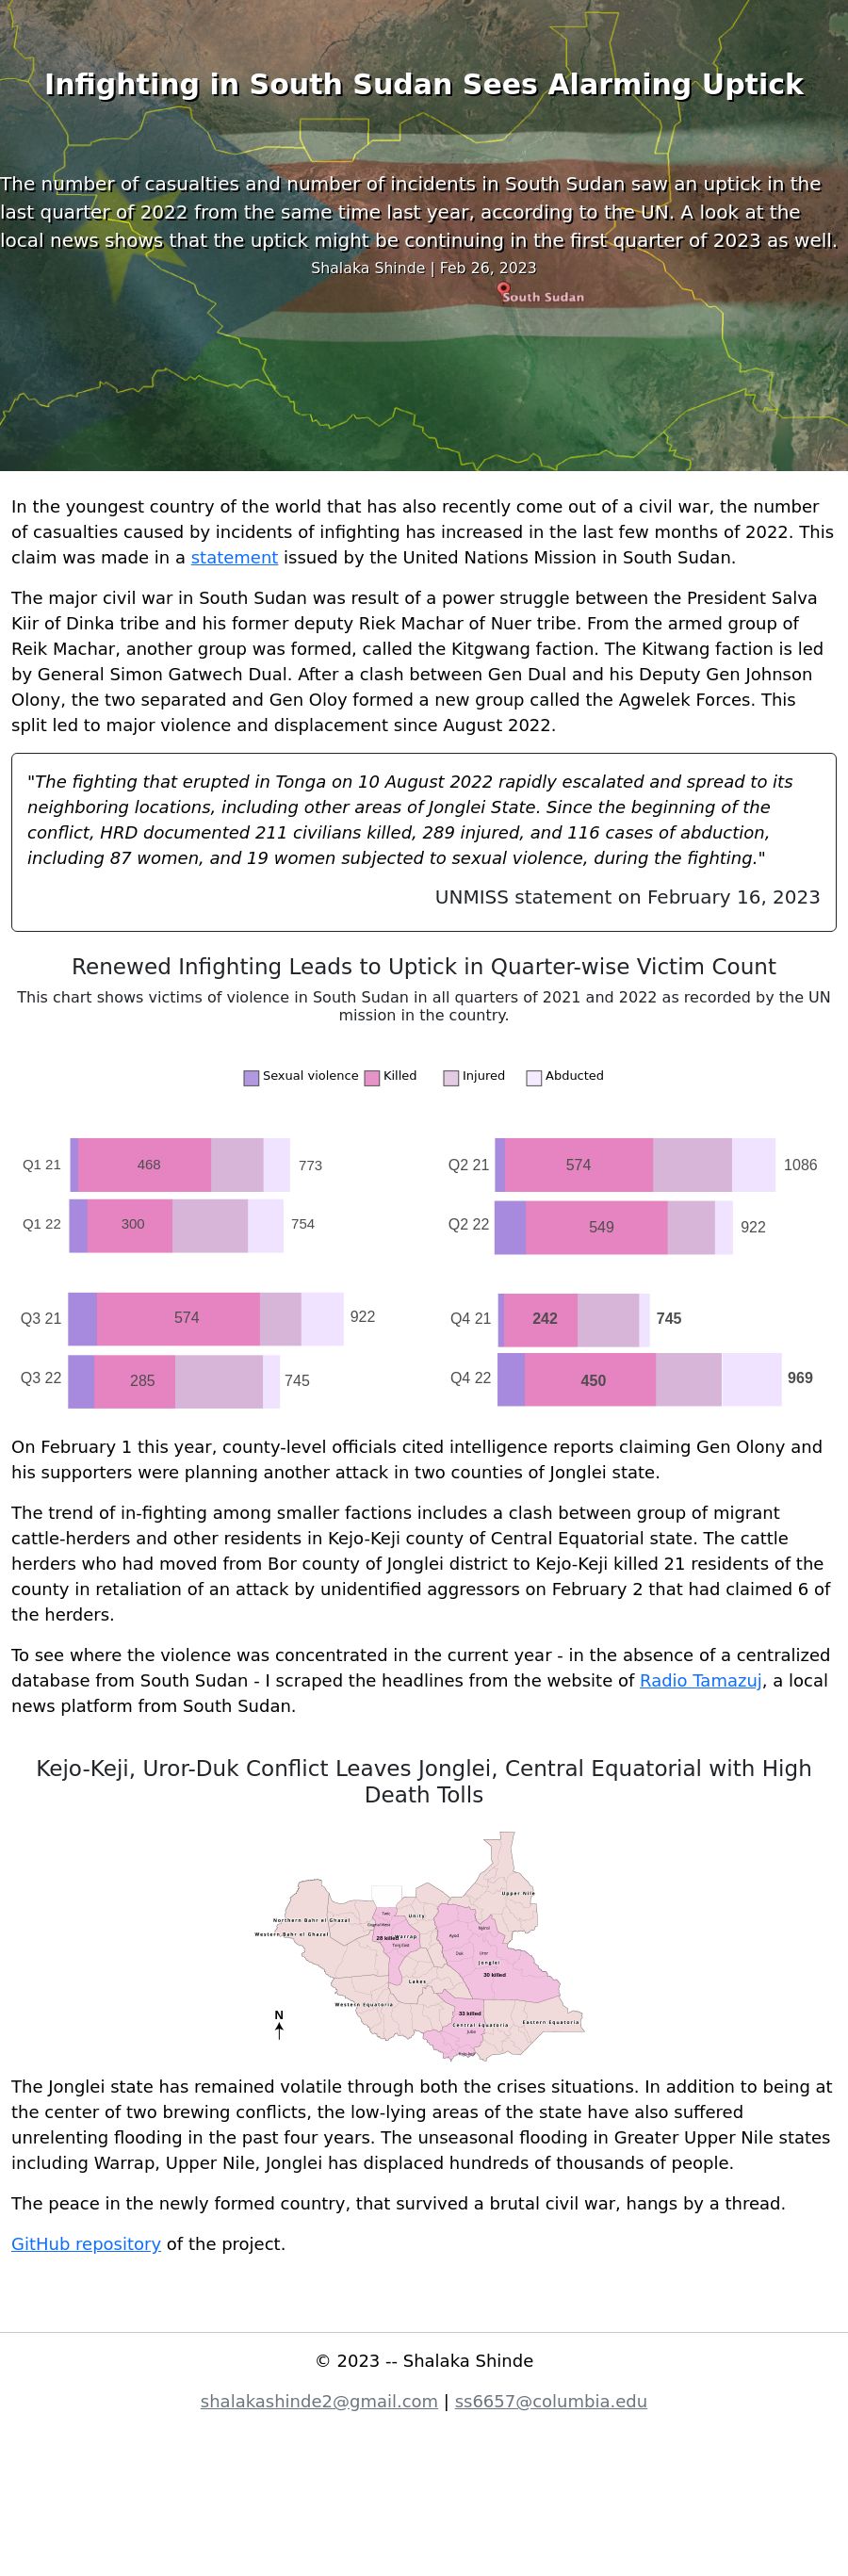 Infighting in South Sudan Sees Alarming Uptick
The number of casualties and number of incidents in South Sudan saw an uptick in the
last quarter of 2022 from the same time last year, according to the UN. A look at the
local news shows that the uptick might be continuing in the first quarter of 2023 as well.
Shalaka Shinde | Feb 26, 2023
South Sudan
In the youngest country of the world that has also recently come out of a civil war, the number
of casualties caused by incidents of infighting has increased in the last few months of 2022. This
claim was made in a statement issued by the United Nations Mission in South Sudan.
The major civil war in South Sudan was result of a power struggle between the President Salva
Kiir of Dinka tribe and his former deputy Riek Machar of Nuer tribe. From the armed group of
Reik Machar, another group was formed, called the Kitgwang faction. The Kitwang faction is led
by General Simon Gatwech Dual. After a clash between Gen Dual and his Deputy Gen Johnson
Olony, the two separated and Gen Oloy formed a new group called the Agwelek Forces. This
split led to major violence and displacement since August 2022.
"The fighting that erupted in Tonga on 10 August 2022 rapidly escalated and spread to its
neighboring locations, including other areas of Jonglei State. Since the beginning of the
conflict, HRD documented 211 civilians killed, 289 injured, and 116 cases of abduction,
including 87 women, and 19 women subjected to sexual violence, during the fighting."
UNMISS statement on February 16, 2023
Renewed Infighting Leads to Uptick in Quarter-wise Victim Count
This chart shows victims of violence in South Sudan in all quarters of 2021 and 2022 as recorded by the UN
mission in the country.
Sexual violence Killed Injured Abducted
Q1 21 468 773
Q1 22 300 754
Q2 21 574 1086
Q2 22 549 922
Q3 21 574 922
Q3 22 285 745
Q4 21 242 745
Q4 22 450 969
On February 1 this year, county-level officials cited intelligence reports claiming Gen Olony and
his supporters were planning another attack in two counties of Jonglei state.
The trend of in-fighting among smaller factions includes a clash between group of migrant
cattle-herders and other residents in Kejo-Keji county of Central Equatorial state. The cattle
herders who had moved from Bor county of Jonglei district to Kejo-Keji killed 21 residents of the
county in retaliation of an attack by unidentified aggressors on February 2 that had claimed 6 of
the herders.
To see where the violence was concentrated in the current year - in the absence of a centralized
database from South Sudan - I scraped the headlines from the website of Radio Tamazuj, a local
news platform from South Sudan.
Kejo-Keji, Uror-Duk Conflict Leaves Jonglei, Central Equatorial with High
Death Tolls
Upper Nile
Unity
Northern Bahr el Ghazal
Western Bahr el Ghazal
28 killed
Warrap
Ayod
Duk
Uror
Jonglei
30 killed
Lakes
Western Equatoria
33 killed
Central Equatoria
Eastern Equatoria
Juba
N
The Jonglei state has remained volatile through both the crises situations. In addition to being at
the center of two brewing conflicts, the low-lying areas of the state have also suffered
unrelenting flooding in the past four years. The unseasonal flooding in Greater Upper Nile states
including Warrap, Upper Nile, Jonglei has displaced hundreds of thousands of people.
The peace in the newly formed country, that survived a brutal civil war, hangs by a thread.
GitHub repository of the project.
© 2023 -- Shalaka Shinde
shalakashinde2@gmail.com | ss6657@columbia.edu